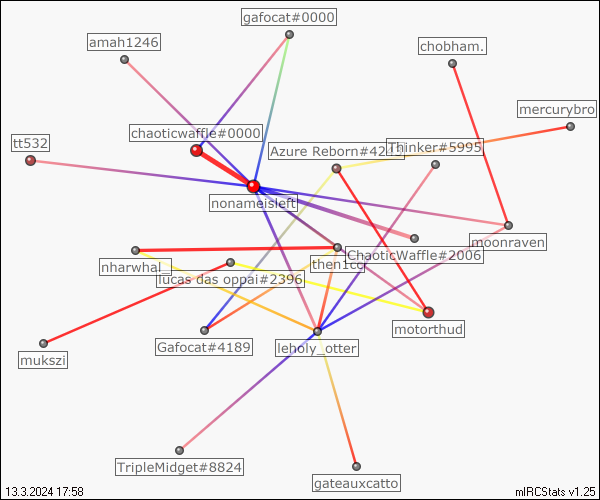 gafocat#0000
amah1246
chobham.
mercurybro
chaoticwaffle#0000
tt532
Azure Reborn#42
Thinker#5995
nonameisleft
moonraven
ChaoticWaffle#2006
then1cc
nharwhal_
lucas das oppai#2396
motorthud
Gafocat#4189
leholy_otter
mukszi
TripleMidget#8824
gateauxcatto
13.3.2024 17:58
mIRCStats v1.25